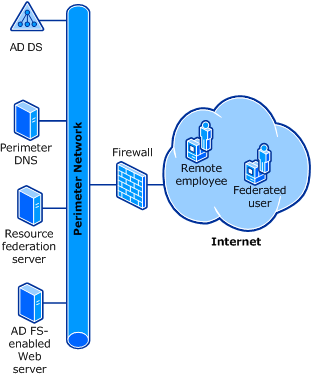 AD DS
Perimeter
DNS
Resource
federation
server
AD FS-
enabled
Web
server
Perimeter Network
Firewall
Remote
employee
Federated
user
Internet